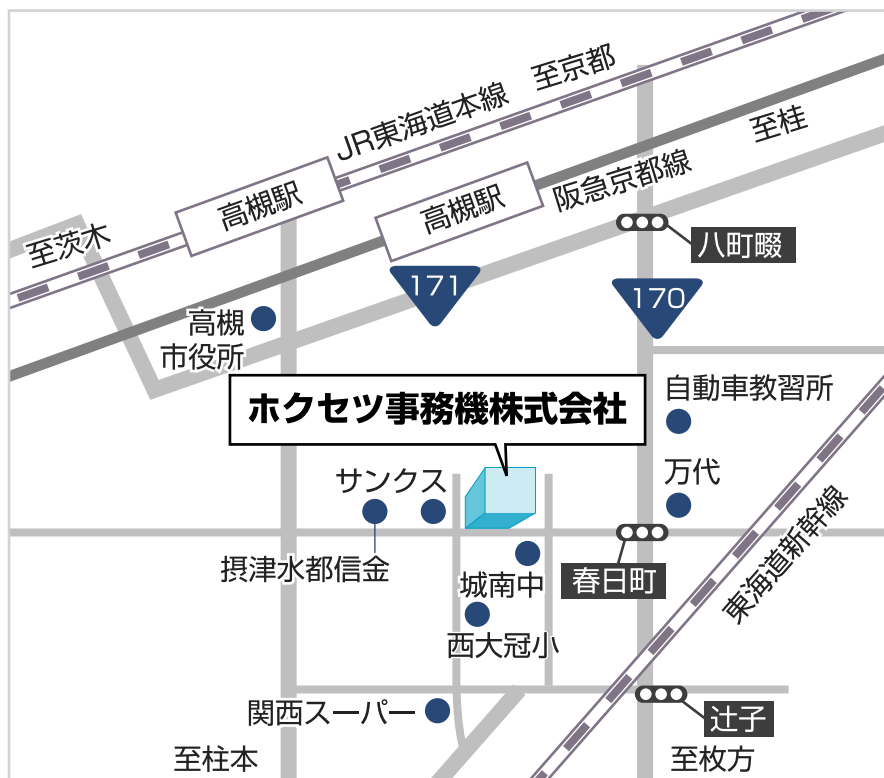 至京都
JR東海道本線
至桂
高槻駅
高槻駅
阪急京都線
至茨木
八町畷
171
170
高槻
市役所
ホクセツ事務機株式会社
自動車教習所
サンクス
万代
摂津水都信金
城南中
春日町
東海道新幹線
西大冠小
関西スーパー
辻子
至柱本
至枚方